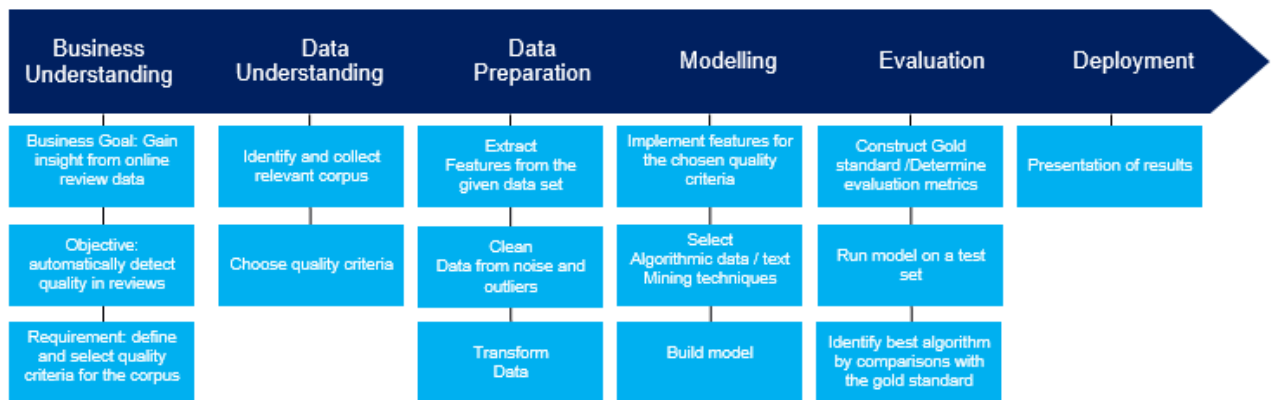 Business
Understanding
Data
Understanding
Data
Preparation
Modelling
Evaluation
Deployment
Business Goal: Gain
insight from online
review data
Objective:
automatically detect
quality in reviews
Requirement: define
and select quality
criteria for the corpus
Identify and collect
relevant corpus
Choose quality criteria
Extract
Features from the
given data set
Clean
Data from noise and
outliers
Transform
Data
Implement features for
the chosen quality
criteria
Select
Algorithmic data / text
Mining techniques
Build model
Construct Gold
standard /Determine
evaluation metrics
Run model on a test
set
Identify best algorithm
by comparisons with
the gold standard
Presentation of results